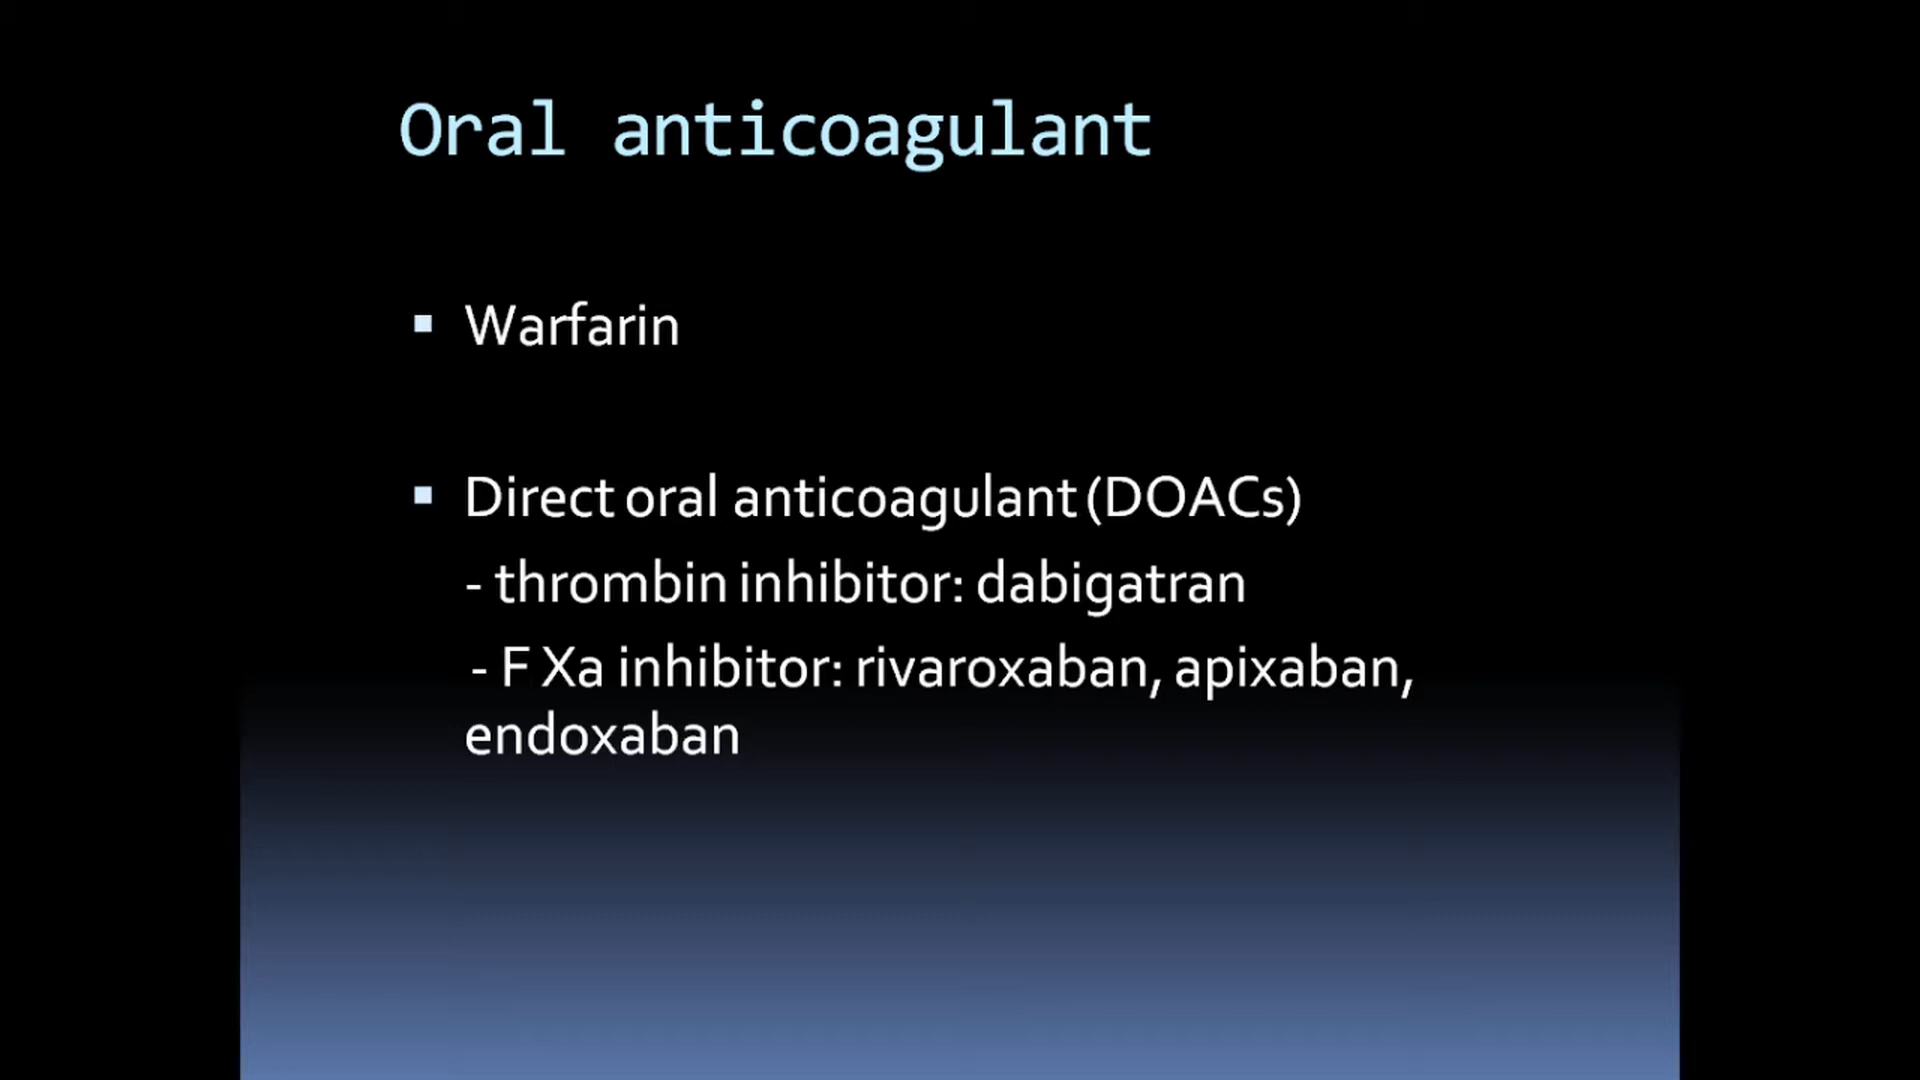 Oral anticoagulant
▪ Warfarin
▪ Direct oral anticoagulant (DOACs)
- thrombin inhibitor: dabigatran
- F Xa inhibitor: rivaroxaban, apixaban,
endoxaban